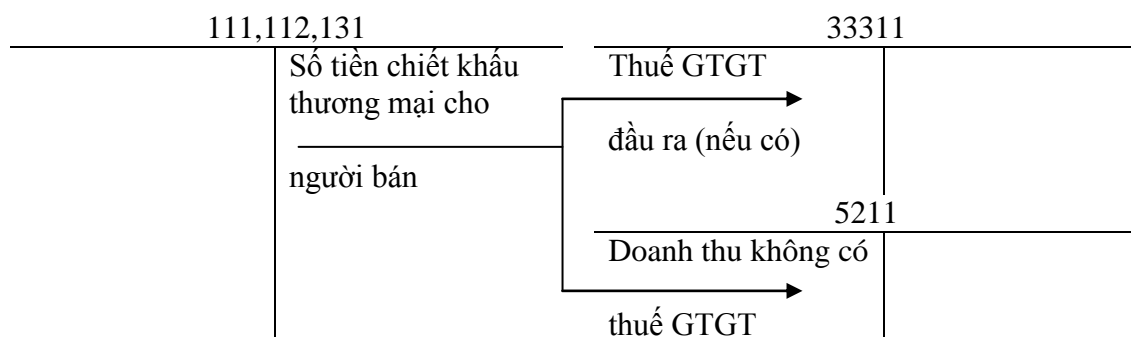 111,112,131
33311
Số tiền chiết khấu
thương mại cho
người bán
Thuế GTGT
đầu ra (nếu có)
5211
Doanh thu không có
thuế GTGT